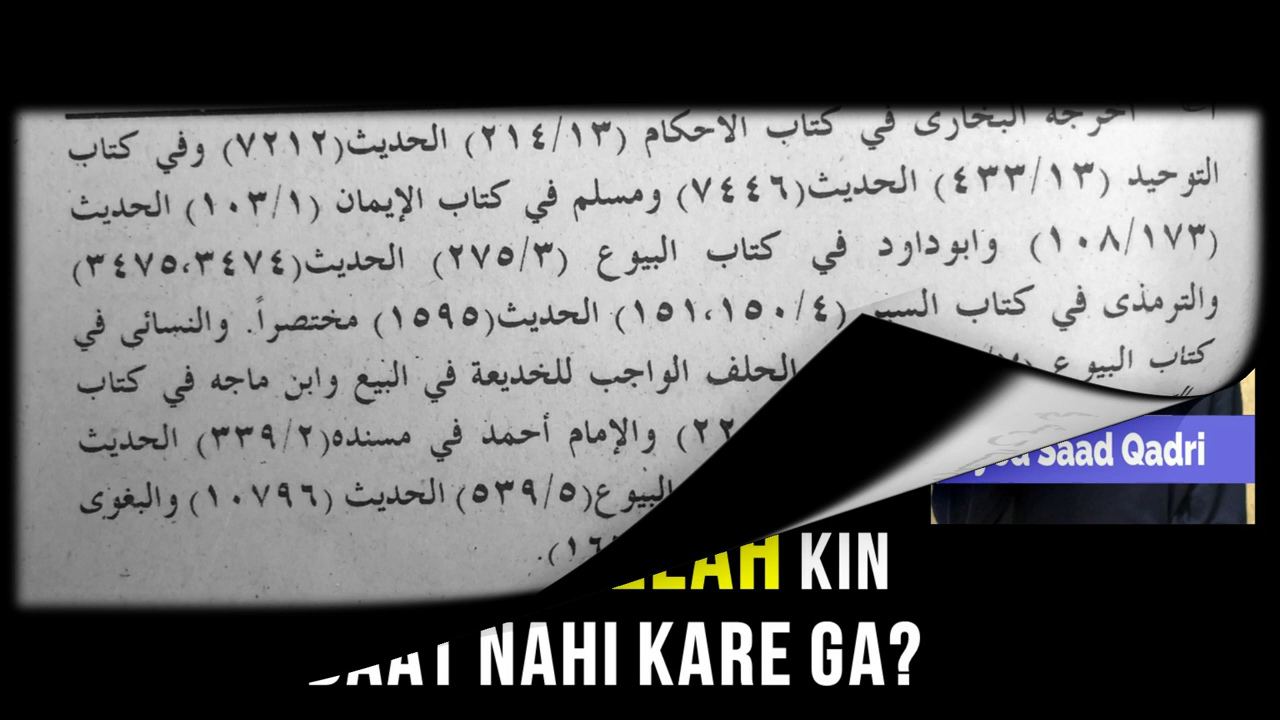 أخرجه البخارى في كتاب الاحكام (٢١٤/١٣) الحديث(٧٢١٢) وفي كتاب
التوحيد (٤٣٣/١٣) الحديث(٧٤٤٦) ومسلم في كتاب الإيمان (١٠٣/١) الحديث
(١٠٨/١٧٣) وابوداود في كتاب البيوع (٢٧٥/٣) الحديث(٣٤٧٥،٣٤٧٤)
والترمذى في كتاب السير (١٥١،١٥٠/٤) الحديث(١٥٩٥) مختصراً. والنسائى في
كتاب البيوع الحلف الواجب للخديعة في البيع وابن ماجه في كتاب
والإمام أحمد في مسنده(٣٣٩/٢) الحديث
البيوع(٥٣٩/٥) الحديث (١٠٧٩٦) والبغوى
Saad Qadri
KIN
NAHI KARE GA?